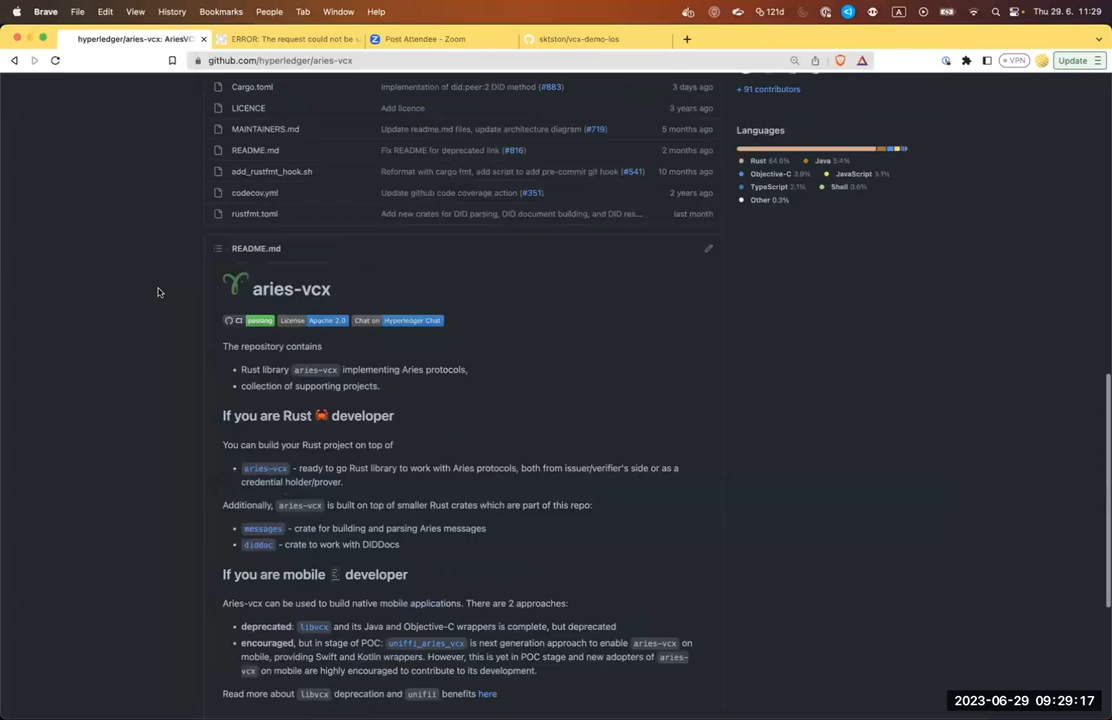 Brave File Edit View History Bookmarks People Tab Window Help 121d A Thu 29. 6. 11:29
hyperledger/aries-vcx: AriesVC ERROR: The request could not be sa Post Attendee - Zoom sktston/vcx-demo-ios
github.com/hyperledger/aries-vcx VPN Update
Cargo.toml Implementation of did:peer:2 DID method (#883) 3 days ago
LICENCE Add licence 3 years ago
MAINTAINERS.md Update readme.md files, update architecture diagram (#719) 5 months ago
README.md Fix README for deprecated link (#816) 2 months ago
add_rustfmt_hook.sh Reformat with cargo fmt, add script to add pre-commit git hook (#541) 10 months ago
codecov.yml Update github code coverage action (#351) 2 years ago
rustfmt.toml Add new crates for DID parsing, DID document building, and DID res… last month
+ 91 contributors
Languages
Rust 84.6% Java 5.4%
Objective-C 3.9% JavaScript 3.1%
TypeScript 2.1% Shell 0.6%
Other 0.3%
README.md
aries-vcx
CI passing License Apache 2.0 Chat on Hyperledger Chat
The repository contains
Rust library aries-vcx implementing Aries protocols,
collection of supporting projects.
If you are Rust 🦀 developer
You can build your Rust project on top of
aries-vcx - ready to go Rust library to work with Aries protocols, both from issuer/verifier's side or as a
credential holder/prover.
Additionally, aries-vcx is built on top of smaller Rust crates which are part of this repo:
messages - crate for building and parsing Aries messages
diddoc - crate to work with DIDDocs
If you are mobile developer
Aries-vcx can be used to build native mobile applications. There are 2 approaches:
deprecated: libvcx and its Java and Objective-C wrappers is complete, but deprecated
encouraged, but in stage of POC: uniffi_aries_vcx is next generation approach to enable aries-vcx on
mobile, providing Swift and Kotlin wrappers. However, this is yet in POC stage and new adopters of aries-
vcx on mobile are highly encouraged to contribute to its development.
Read more about libvcx deprecation and unifii benefits here
2023-06-29 09:29:17